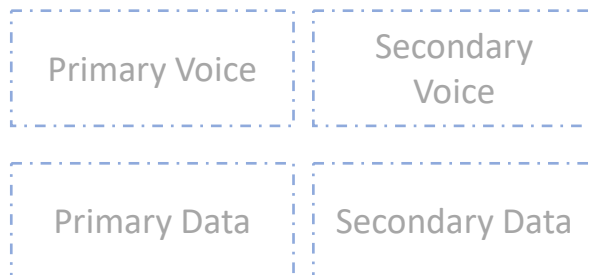 Primary Voice
Secondary
Voice
Primary Data
Secondary Data